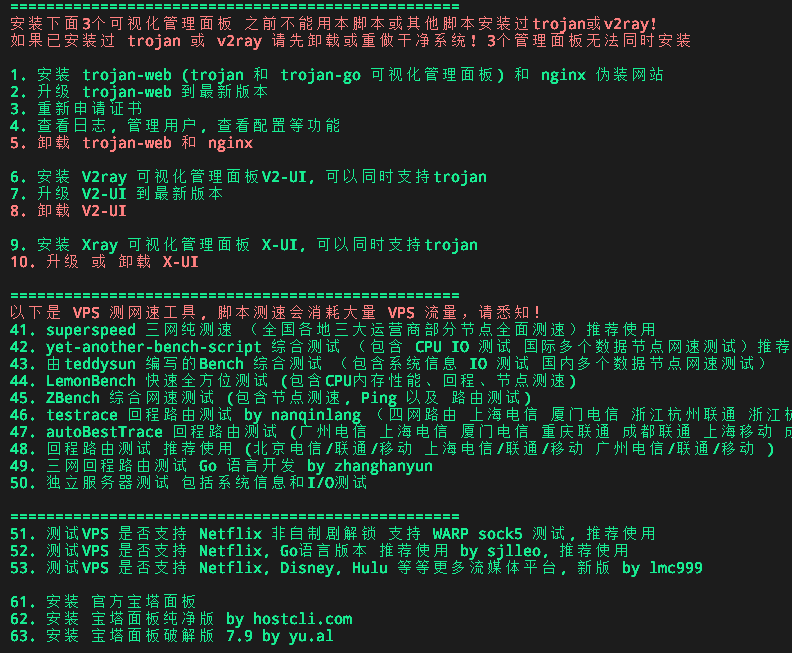 ==================================================
安装下面3个可视化管理面板 之前不能用本脚本或其他脚本安装过trojan或v2ray!
如果已安装过 trojan 或 v2ray 请先卸载或重做干净系统! 3个管理面板无法同时安装
1. 安装 trojan-web (trojan 和 trojan-go 可视化管理面板) 和 nginx 伪装网站
2. 升级 trojan-web 到最新版本
3. 重新申请证书
4. 查看日志, 管理用户, 查看配置等功能
5. 卸载 trojan-web 和 nginx
6. 安装 V2ray 可视化管理面板V2-UI, 可以同时支持trojan
7. 升级 V2-UI 到最新版本
8. 卸载 V2-UI
9. 安装 Xray 可视化管理面板 X-UI, 可以同时支持trojan
10. 升级 或 卸载 X-UI
==================================================
以下是 VPS 测网速工具, 脚本测速会消耗大量 VPS 流量，请悉知!
41. superspeed 三网纯测速 （全国各地三大运营商部分节点全面测速）推荐使用
42. yet-another-bench-script 综合测试 （包含 CPU IO 测试 国际多个数据节点网速测试）推荐
43. 由teddysun 编写的Bench 综合测试 （包含系统信息 IO 测试 国内多个数据节点网速测试）
44. LemonBench 快速全方位测试 (包含CPU内存性能、回程、节点测速)
45. ZBench 综合网速测试 (包含节点测速, Ping 以及 路由测试)
46. testrace 回程路由测试 by nanqinlang （四网路由 上海电信 厦门电信 浙江杭州联通 浙江杭
47. autoBestTrace 回程路由测试 (广州电信 上海电信 厦门电信 重庆联通 成都联通 上海移动 成
48. 回程路由测试 推荐使用 (北京电信/联通/移动 上海电信/联通/移动 广州电信/联通/移动 )
49. 三网回程路由测试 Go 语言开发 by zhanghanyun
50. 独立服务器测试 包括系统信息和I/O测试
==================================================
51. 测试VPS 是否支持 Netflix 非自制剧解锁 支持 WARP sock5 测试, 推荐使用
52. 测试VPS 是否支持 Netflix, Go语言版本 推荐使用 by sjlleo, 推荐使用
53. 测试VPS 是否支持 Netflix, Disney, Hulu 等等更多流媒体平台, 新版 by lmc999
61. 安装 官方宝塔面板
62. 安装 宝塔面板纯净版 by hostcli.com
63. 安装 宝塔面板破解版 7.9 by yu.al